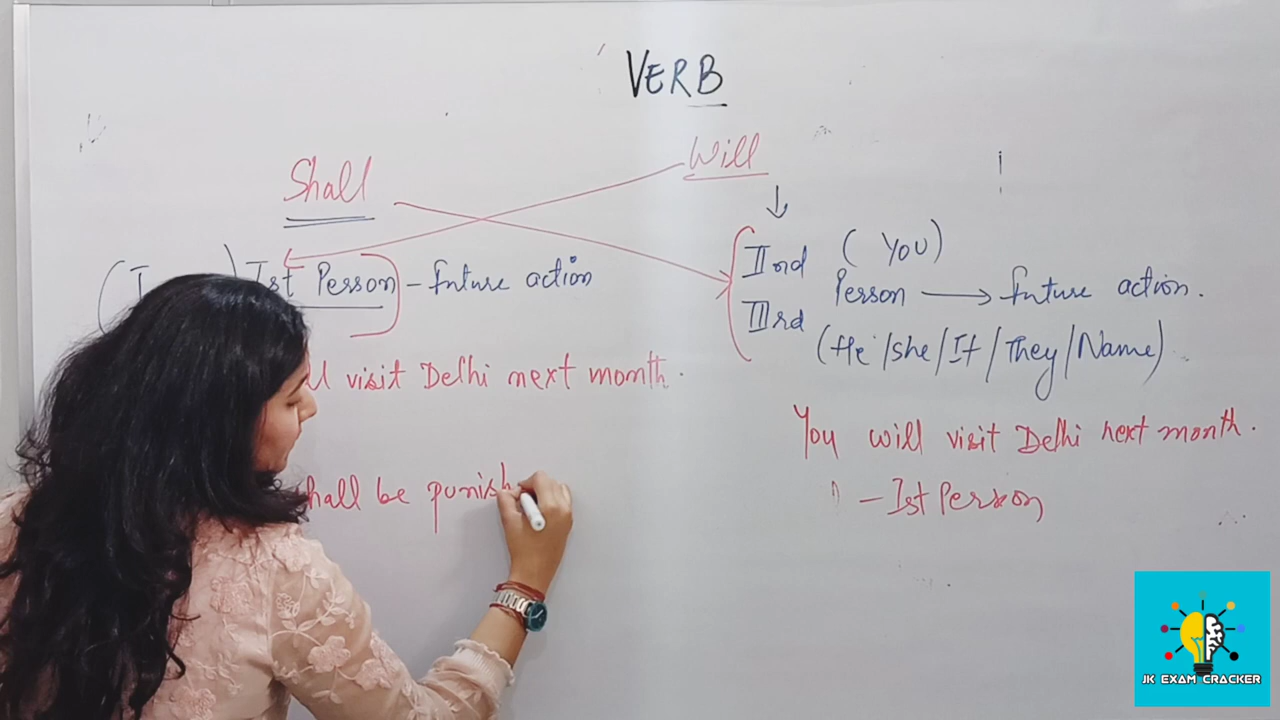 VERB
Shall
Will
(I ) Ist Person - future action
IInd (YOU)
Person → future action.
IIIrd
(He/She/It/They/Name)
visit Delhi next month.
You will visit Delhi next month.
shall be punish
- Ist Person
JK EXAM CRACKER